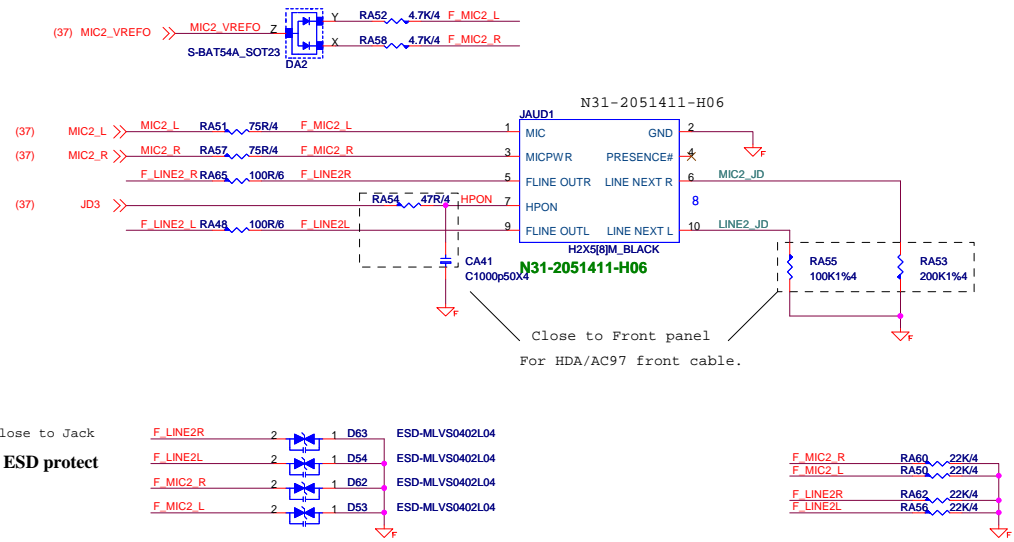 (37) MIC2_VREFO MIC2_VREFO Z Y RA52 4.7K/4 F_MIC2_L
X RA58 4.7K/4 F_MIC2_R
S-BAT54A_SOT23
DA2
N31-2051411-H06
JAUD1
(37) MIC2_L MIC2_L RA51 75R/4 F_MIC2_L 1 MIC GND 2
F
(37) MIC2_R MIC2_R RA57 75R/4 F_MIC2_R 3 MICPWR PRESENCE# 4
F_LINE2_R RA65 100R/6 F_LINE2R 5 FLINE OUTR LINE NEXT R 6 MIC2_JD
(37) JD3 RA54 47R/4 HPON 7 HPON 8
F_LINE2_L RA48 100R/6 F_LINE2L 9 FLINE OUTL LINE NEXT L 10 LINE2_JD
H2X5[8]M_BLACK
N31-2051411-H06
CA41
C1000p50X4
F
RA55
100K1%4
RA53
200K1%4
F
Close to Front panel
For HDA/AC97 front cable.
lose to Jack
ESD protect
F_LINE2R 2 1 D63 ESD-MLVS0402L04
F_LINE2L 2 1 D54 ESD-MLVS0402L04
F_MIC2_R 2 1 D62 ESD-MLVS0402L04
F_MIC2_L 2 1 D53 ESD-MLVS0402L04
F
F_MIC2_R RA60 22K/4
F_MIC2_L RA50 22K/4
F_LINE2R RA62 22K/4
F_LINE2L RA56 22K/4
F